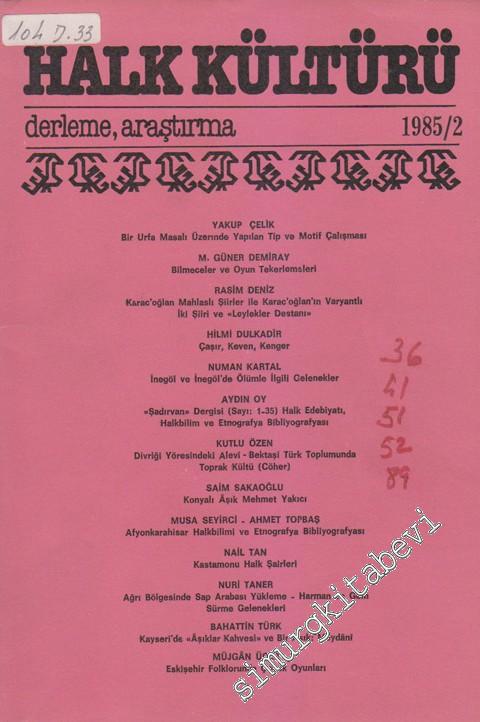 104 D.33
HALK KÜLTÜRÜ
derleme, araştırma 1985/2
YAKUP ÇELİK
Bir Urfa Masalı Üzerinde Yapılan Tip ve Motif Çalışması
M. GÜNER DEMİRAY
Bilmeceler ve Oyun Tekerlemeleri
RASİM DENİZ
Karac'oğlan Mahlaslı Şiirler ile Karac'oğlan'ın Varyantlı
İki Şiiri ve «Leylekler Destanı»
HİLMİ DULKADİR
Çaşır, Keven, Kenger
36
NUMAN KARTAL
İnegöl ve İnegöl'de Ölümle İlgili Gelenekler
41
AYDIN OY
«Şadırvan» Dergisi (Sayı: 1-35) Halk Edebiyatı,
Halkbilim ve Etnografya Bibliyografyası
51
KUTLU ÖZEN
Divriği Yöresindeki Alevi - Bektaşi Türk Toplumunda
Toprak Kültü (Cöher)
52
89
SAİM SAKAOĞLU
Konyalı Âşık Mehmet Yakıcı
MUSA SEYİRCİ - AHMET TOPBAŞ
Afyonkarahisar Halkbilimi ve Etnografya Bibliyografyası
NAİL TAN
Kastamonu Halk Şairleri
NURİ TANER
Ağrı Bölgesinde Sap Arabası Yükleme - Harman
Sürme Gelenekleri
BAHATTİN TÜRK
Kayseri'de «Âşıklar Kahvesi» ve Bir
MÜJGÂN
Eskişehir Folklorunda Oyunları
simurgkitabevi